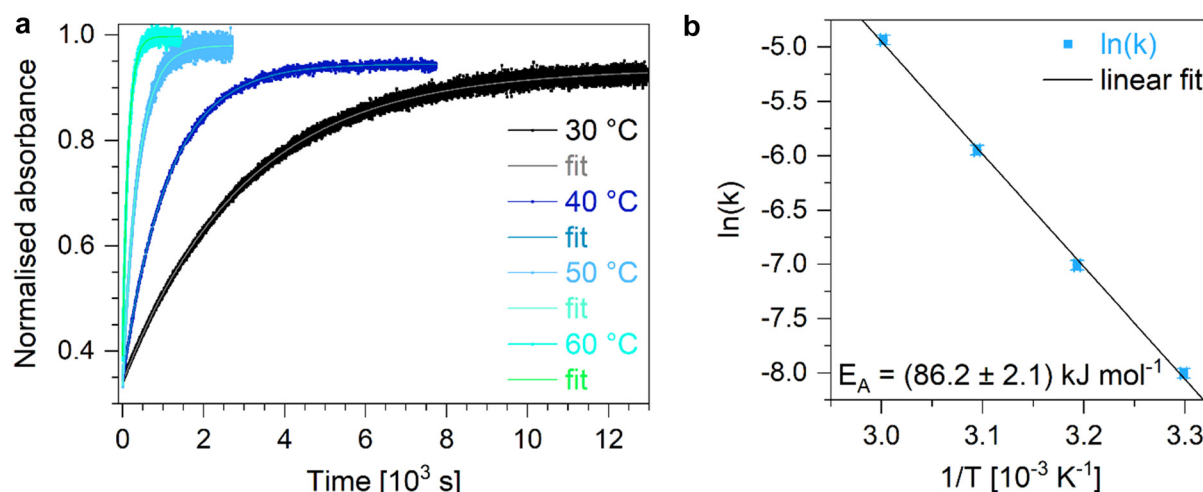 a
Normalised absorbance
1.0
0.8
0.6
0.4
0
2
4
6
8
10
12
Time [10³ s]
30 °C
fit
40 °C
fit
50 °C
fit
60 °C
fit
b
ln(k)
-5.0
-5.5
-6.0
-6.5
-7.0
-7.5
-8.0
3.0
3.1
3.2
3.3
1/T [10⁻³ K⁻¹]
ln(k)
linear fit
E_A = (86.2 ± 2.1) kJ mol⁻¹